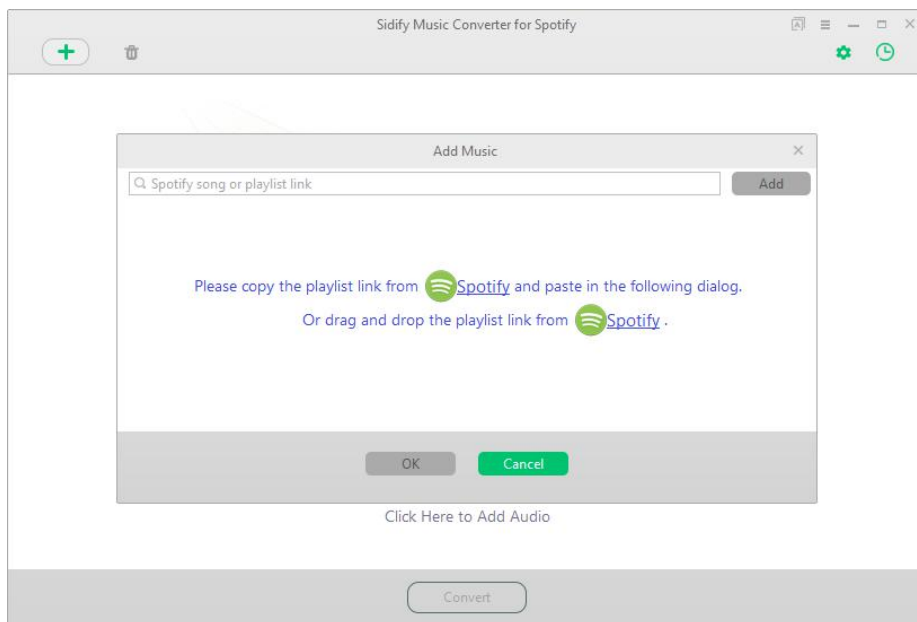 Sidify Music Converter for Spotify
Add Music
Spotify song or playlist link
Add
Please copy the playlist link from Spotify and paste in the following dialog.
Or drag and drop the playlist link from Spotify .
OK
Cancel
Click Here to Add Audio
Convert